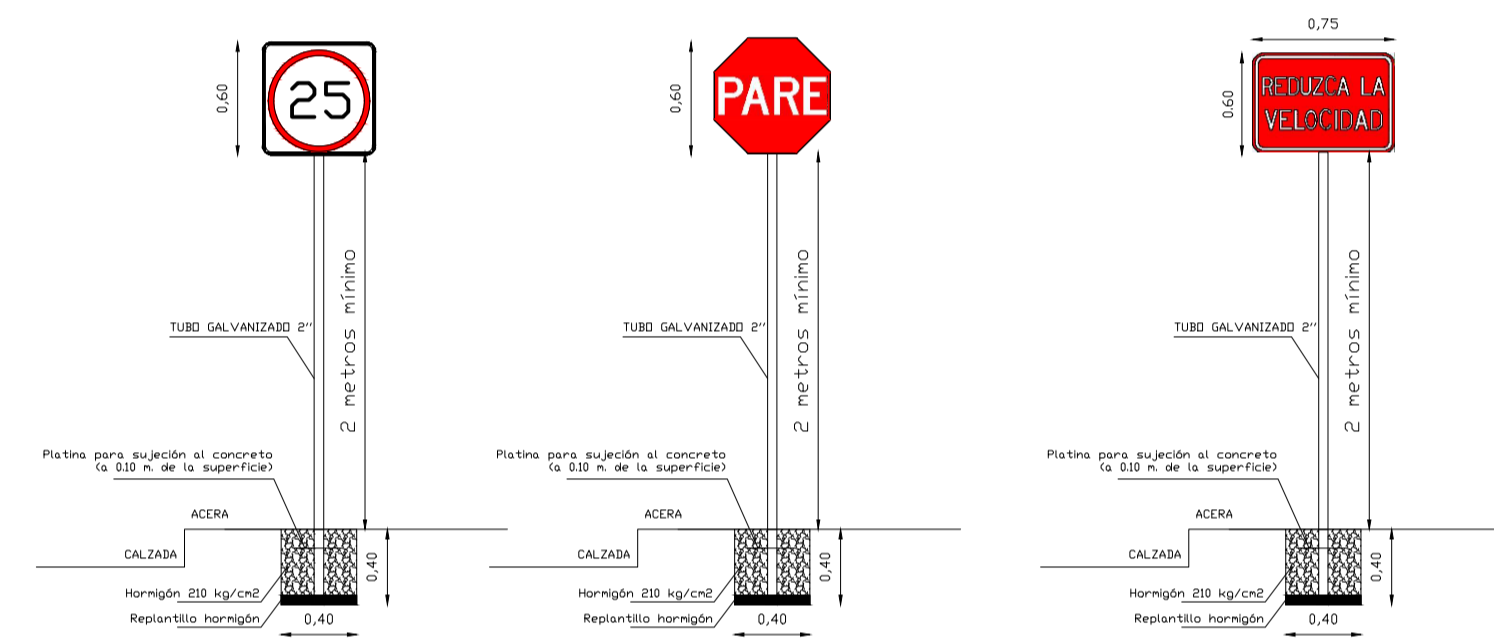 0,60
25
2 metros mínimo
TUBO GALVANIZADO 2''
Platina para sujeción al concreto
(a 0.10 m. de la superficie)
ACERA
CALZADA
0,40
Hormigón 210 kg/cm2
Replantillo hormigón
0,40
0,60
PARE
2 metros mínimo
TUBO GALVANIZADO 2''
Platina para sujeción al concreto
(a 0.10 m. de la superficie)
ACERA
CALZADA
0,40
Hormigón 210 kg/cm2
Replantillo hormigón
0,40
0,75
0.60
REDUZCA LA
VELOCIDAD
2 metros mínimo
TUBO GALVANIZADO 2''
Platina para sujeción al concreto
(a 0.10 m. de la superficie)
ACERA
CALZADA
0,40
Hormigón 210 kg/cm2
Replantillo hormigón
0,40